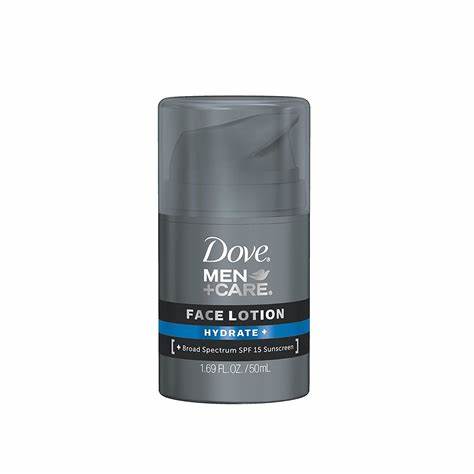 Dove®
MEN
+CARE®
FACE LOTION
HYDRATE +
[+ Broad Spectrum SPF 15 Sunscreen]
1.69 FL.OZ. / 50mL